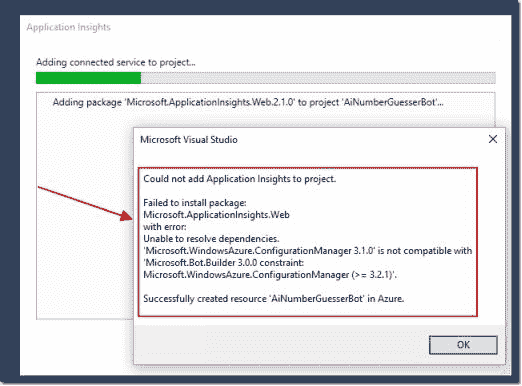 Application Insights
Adding connected service to project...
Adding package 'Microsoft.ApplicationInsights.Web.2.1.0' to project 'AiNumberGuesserBot'...
Microsoft Visual Studio
Could not add Application Insights to project.
Failed to install package:
Microsoft.ApplicationInsights.Web
with error:
Unable to resolve dependencies.
'Microsoft.WindowsAzure.ConfigurationManager 3.1.0' is not compatible with
'Microsoft.Bot.Builder 3.0.0 constraint:
Microsoft.WindowsAzure.ConfigurationManager (>= 3.2.1)'.
Successfully created resource 'AiNumberGuesserBot' in Azure.
OK